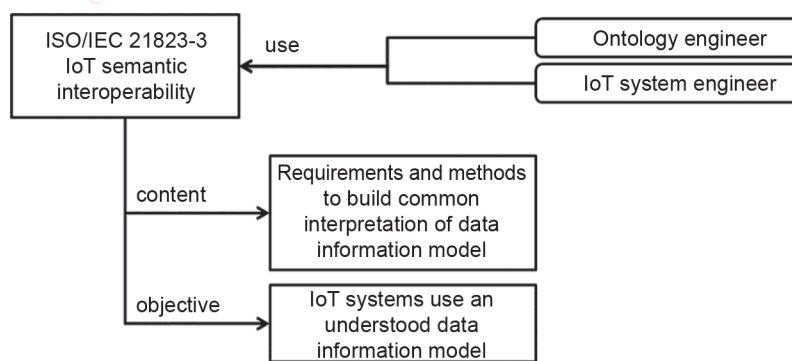 ISO/IEC 21823-3
IoT semantic
interoperability
use
Ontology engineer
IoT system engineer
content
Requirements and methods
to build common
interpretation of data
information model
objective
IoT systems use an
understood data
information model